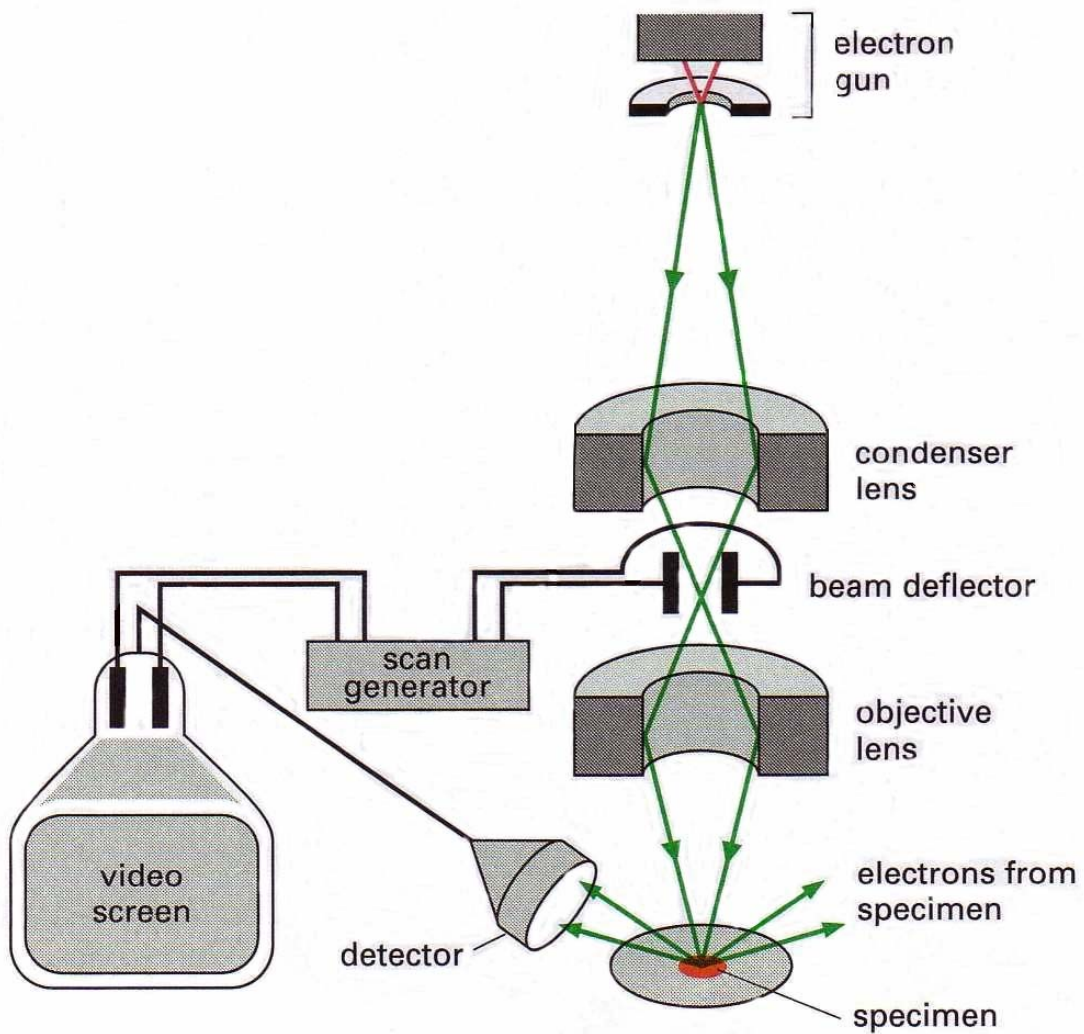 electron
gun
condenser
lens
beam deflector
scan
generator
objective
lens
video
screen
electrons from
specimen
detector
specimen